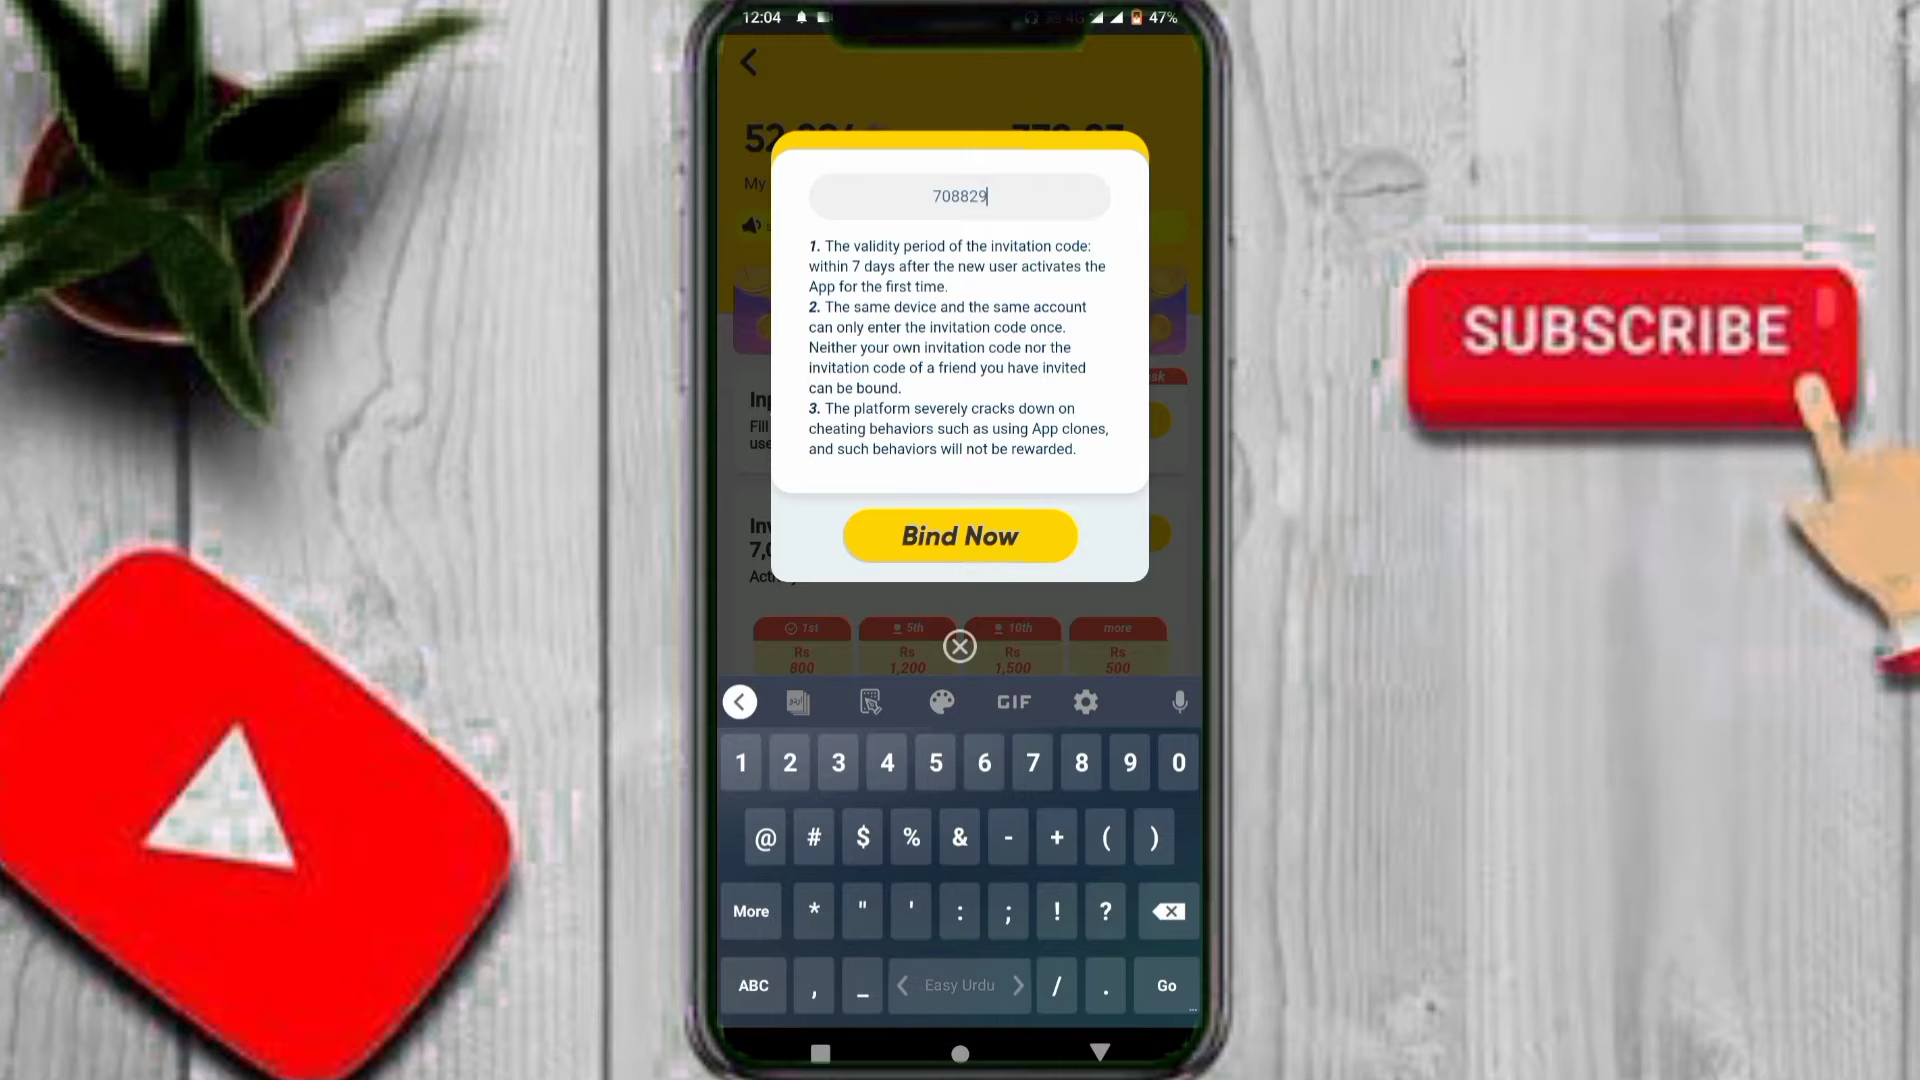 12:04
4G
47%
My
708829
1. The validity period of the invitation code:
within 7 days after the new user activates the
App for the first time.
2. The same device and the same account
can only enter the invitation code once.
Neither your own invitation code nor the
invitation code of a friend you have invited
can be bound.
3. The platform severely cracks down on
cheating behaviors such as using App clones,
and such behaviors will not be rewarded.
Bind Now
1st 5th 10th more
Rs Rs Rs Rs
800 1,200 1,500 500
GIF
1 2 3 4 5 6 7 8 9 0
@ # $ % & - + ( )
More * " ' : ; ! ?
ABC , _ Easy Urdu / . Go
SUBSCRIBE